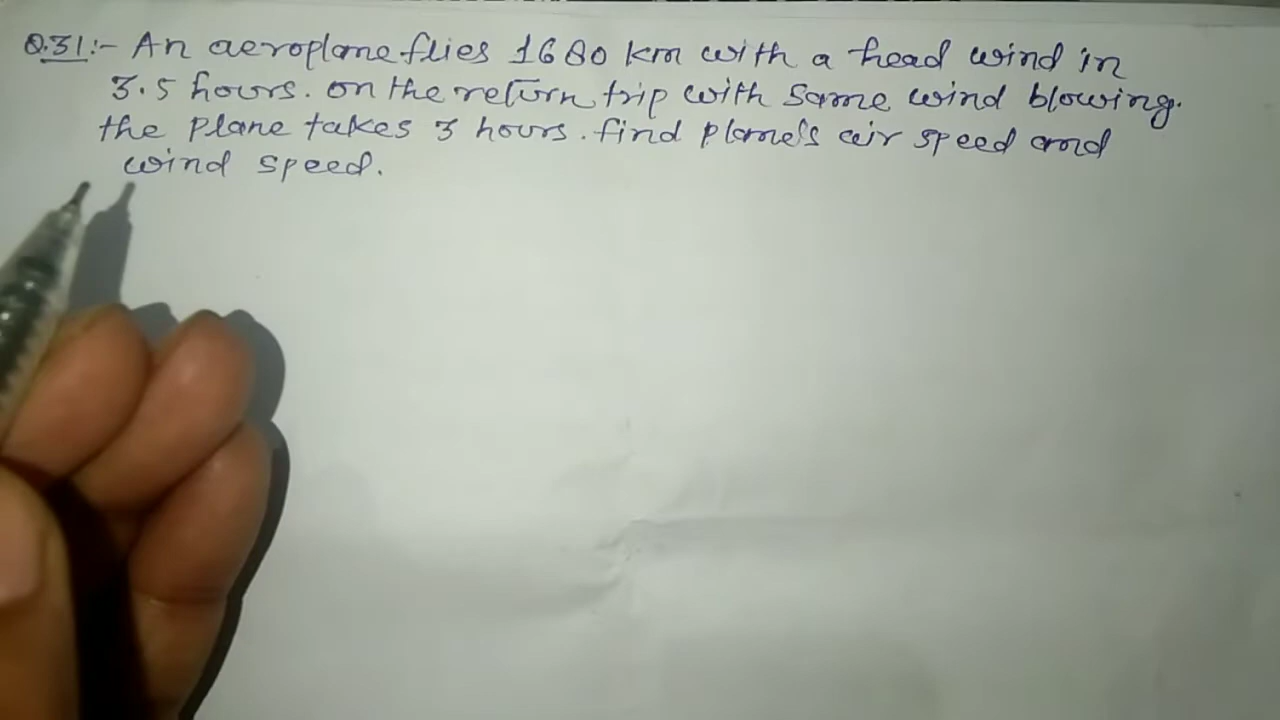 Q.31:- An aeroplane flies 1680 km with a head wind in
3.5 hours. on the return trip with same wind blowing.
the plane takes 3 hours. find plane's air speed and
wind speed.